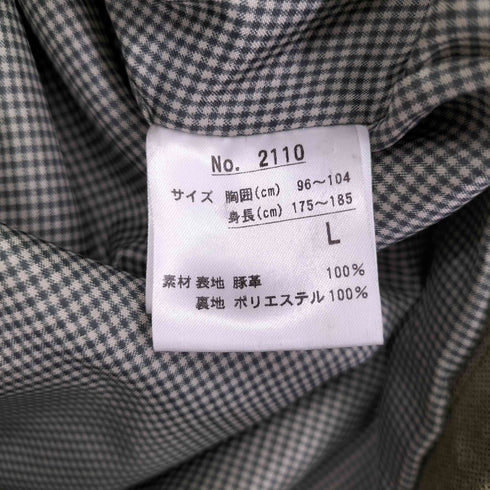 No. 2110
サイズ 胸囲(cm) 96～104
身長(cm) 175～185
L
素材 表地 豚革 100%
裏地 ポリエステル 100%